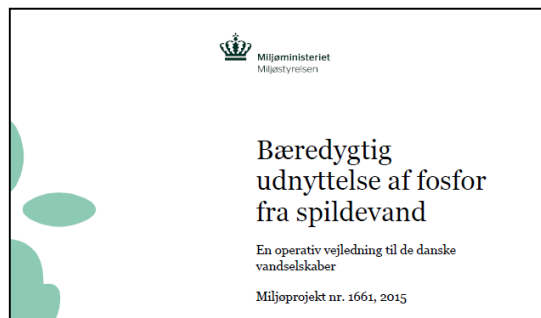 Miljøministeriet
Miljøstyrelsen
Bæredygtig
udnyttelse af fosfor
fra spildevand
En operativ vejledning til de danske
vandselskaber
Miljøprojekt nr. 1661, 2015